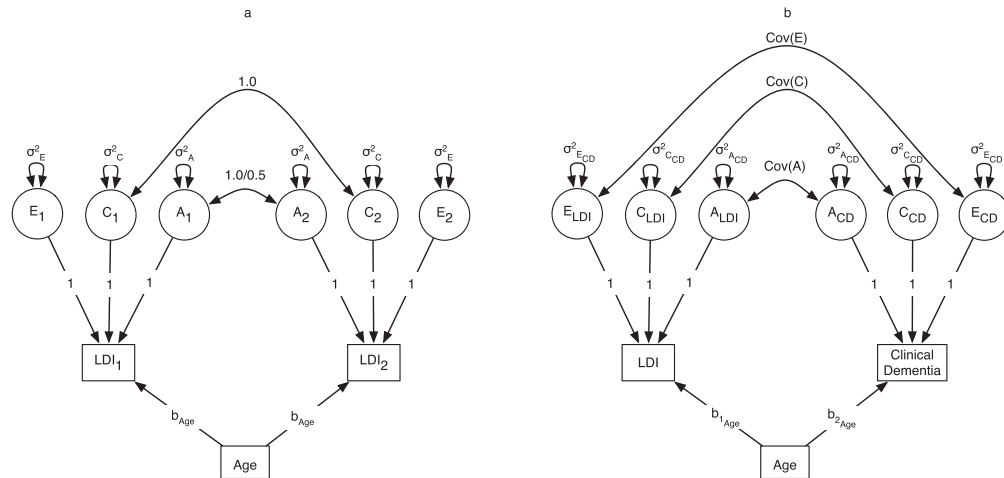 a
b
Cov(E)
1.0
Cov(C)
σ²E σ²C σ²A σ²A σ²C σ²E
σ²ECD σ²CCD σ²ACD σ²ACD σ²CCD σ²ECD
1.0/0.5
Cov(A)
E1 C1 A1 A2 C2 E2
ELDI CLDI ALDI ACD CCD ECD
1 1 1 1 1 1
1 1 1 1 1 1
LDI1 LDI2
LDI
Clinical
Dementia
bAge bAge
b1Age b2Age
Age
Age